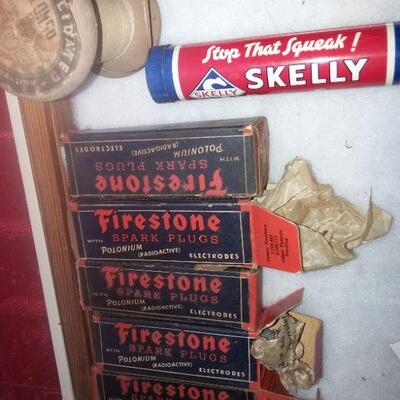 Stop That Squeak!
SKELLY
SKELLY
Firestone
SPARK PLUGS
WITH
POLONIUM
(RADIOACTIVE)
ELECTRODES
Firestone
SPARK PLUGS
WITH POLONIUM ELECTRODES
(RADIOACTIVE)
Firestone
SPARK PLUGS
WITH POLONIUM ELECTRODES
(RADIOACTIVE)
Firestone
SPARK PLUGS
WITH POLONIUM ELECTRODES
(RADIOACTIVE)
Firestone